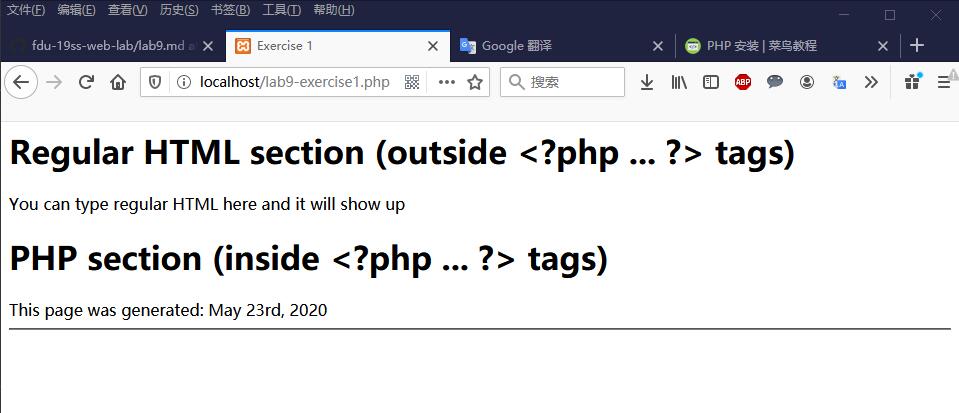 文件(F) 编辑(E) 查看(V) 历史(S) 书签(B) 工具(T) 帮助(H)
fdu-19ss-web-lab/lab9.md a Exercise 1 Google 翻译 PHP 安装 | 菜鸟教程
localhost/lab9-exercise1.php 搜索 ABP
Regular HTML section (outside <?php ... ?> tags)
You can type regular HTML here and it will show up
PHP section (inside <?php ... ?> tags)
This page was generated: May 23rd, 2020